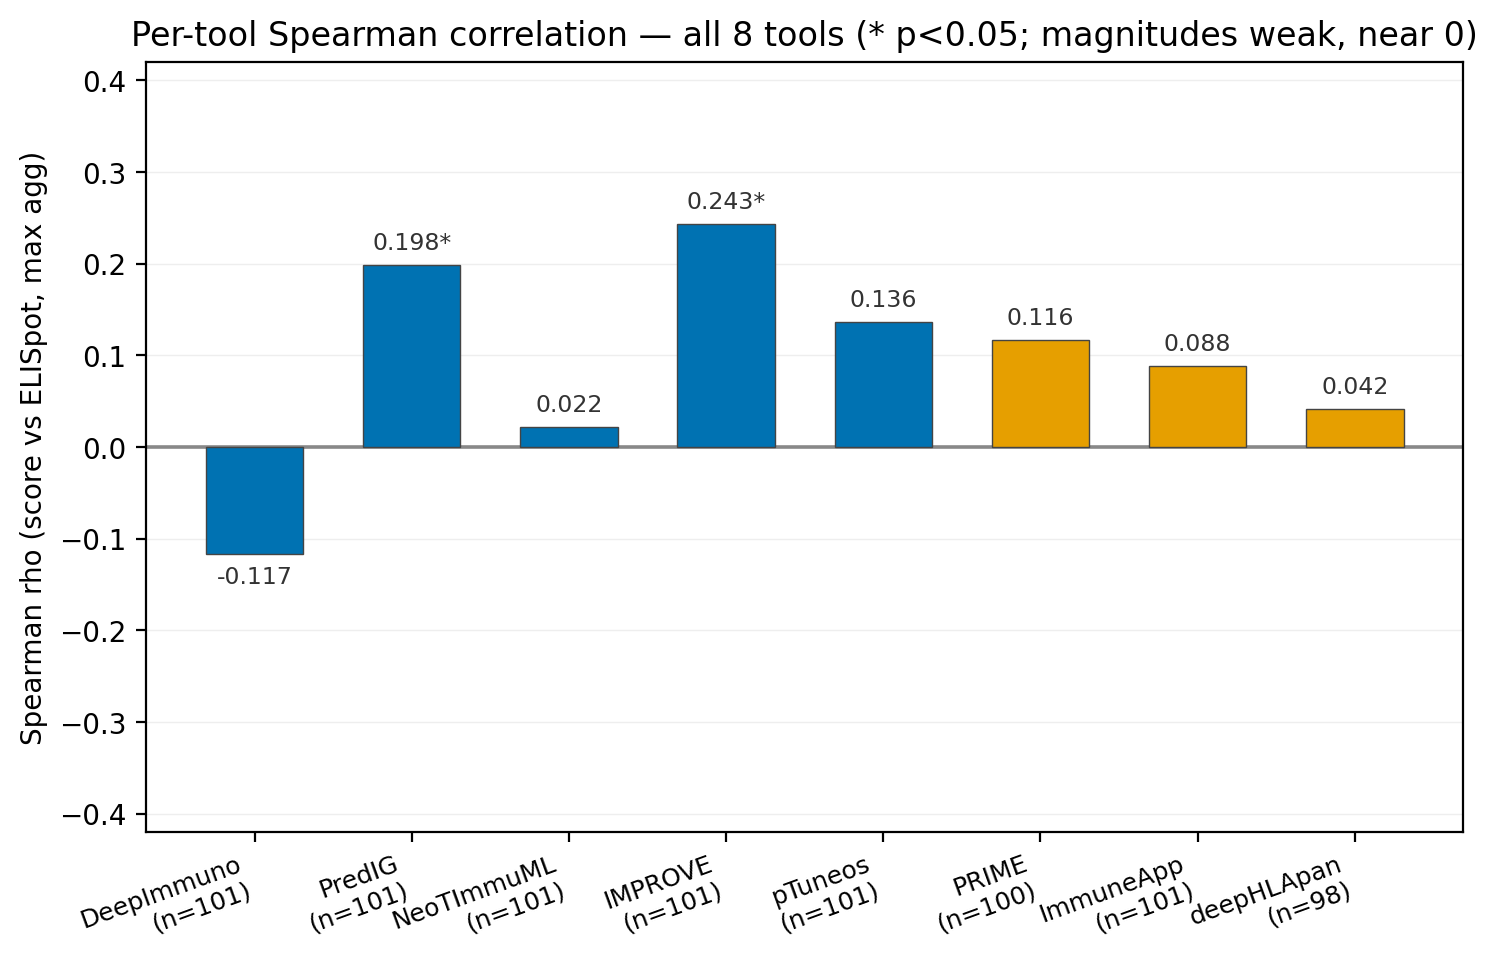 Per-tool Spearman correlation — all 8 tools (* p<0.05; magnitudes weak, near 0)
Spearman rho (score vs ELISpot, max agg)
0.4
0.3
0.2
0.1
0.0
−0.1
−0.2
−0.3
−0.4
-0.117
0.198*
0.022
0.243*
0.136
0.116
0.088
0.042
DeepImmuno
(n=101)
PredIG
(n=101)
NeoTImmuML
(n=101)
IMPROVE
(n=101)
pTuneos
(n=101)
PRIME
(n=100)
ImmuneApp
(n=101)
deepHLApan
(n=98)